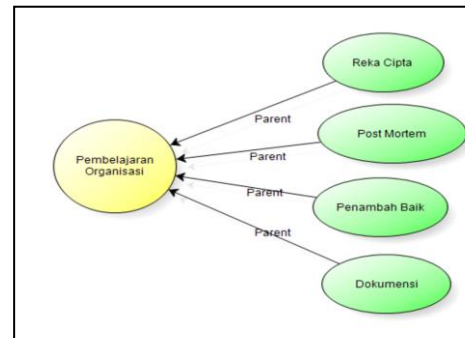 Reka Cipta
Parent
Post Mortem
Parent
Pembelajaran
Organisasi
Parent
Penambah Baik
Parent
Dokumensi